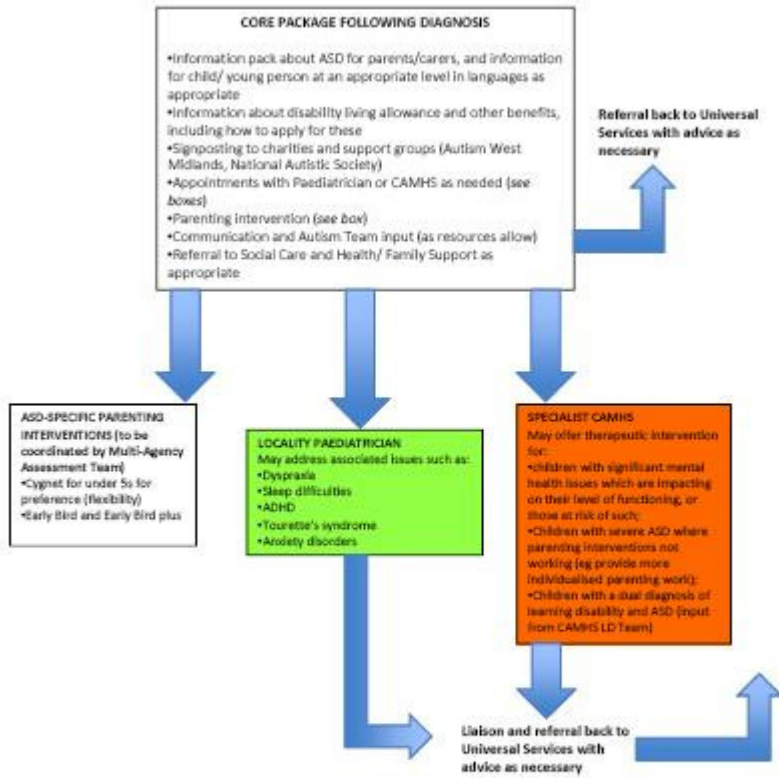 CORE PACKAGE FOLLOWING DIAGNOSIS
•Information pack about ASD for parents/carers, and information
for child/ young person at an appropriate level in languages as
appropriate
•Information about disability living allowance and other benefits,
including how to apply for these
•Signposting to charities and support groups (Autism West
Midlands, National Autistic Society)
•Appointments with Paediatrician or CAMHS as needed (see
boxes)
•Parenting intervention (see box)
•Communication and Autism Team input (as resources allow)
•Referral to Social Care and Health/ Family Support as
appropriate
Referral back to Universal
Services with advice as
necessary
ASD-SPECIFIC PARENTING
INTERVENTIONS (to be
coordinated by Multi-Agency
Assessment Team)
•Cygnet for under 5s for
preference (flexibility)
•Early Bird and Early Bird plus
LOCALITY PAEDIATRICIAN
May address associated issues such as:
•Dyspraxia
•Sleep difficulties
•ADHD
•Tourette's syndrome
•Anxiety disorders
SPECIALIST CAMHS
May offer therapeutic intervention
for:
•children with significant mental
health issues which are impacting
on their level of functioning, or
those at risk of such;
•Children with severe ASD where
parenting interventions not
working (eg provide more
individualised parenting work);
•Children with a dual diagnosis of
learning disability and ASD (input
from CAMHS LD Team)
Liaison and referral back to
Universal Services with
advice as necessary